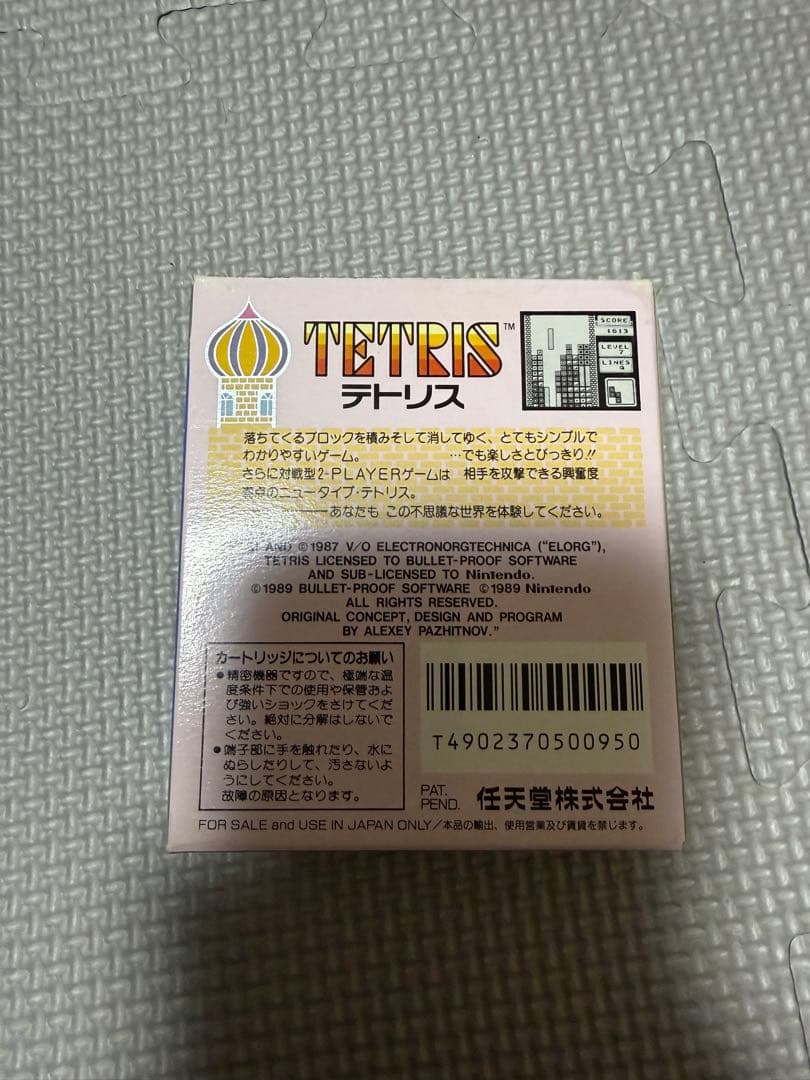 TETRIS™
テトリス
SCORE
1613
LEVEL
7
LINES
9
落ちてくるブロックを積みそして消してゆく、とてもシンプルで
わかりやすいゲーム。 …でも楽しさとびっきり!!
さらに対戦型2-PLAYERゲームは 相手を攻撃できる興奮度
満点のニュータイプ・テトリス。
あなたも この不思議な世界を体験してください。
AND ©1987 V/O ELECTRONORGTECHNICA ("ELORG"),
TETRIS LICENSED TO BULLET-PROOF SOFTWARE
AND SUB-LICENSED TO Nintendo.
©1989 BULLET-PROOF SOFTWARE ©1989 Nintendo
ALL RIGHTS RESERVED.
ORIGINAL CONCEPT, DESIGN AND PROGRAM
BY ALEXEY PAZHITNOV."
カートリッジについてのお願い
●精密機器ですので、極端な温
度条件下での使用や保管およ
び強いショックをさけてくだ
さい。絶対に分解はしないで
ください。
●端子部に手を触れたり、水に
ぬらしたりして、汚さないよ
うにしてください。
故障の原因となります。
T4902370500950
PAT.
PEND. 任天堂株式会社
FOR SALE and USE IN JAPAN ONLY/本品の輸出、使用営業及び賃貸を禁じます。